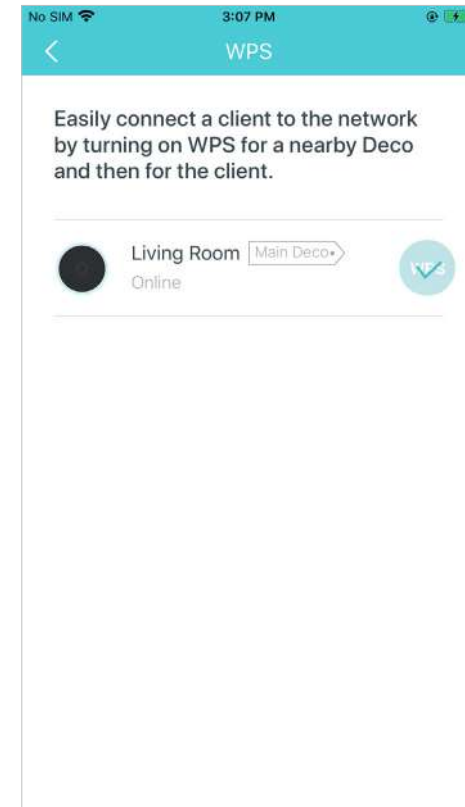 No SIM 3:07 PM
WPS
Easily connect a client to the network
by turning on WPS for a nearby Deco
and then for the client.
Living Room Main Deco
Online
WPS